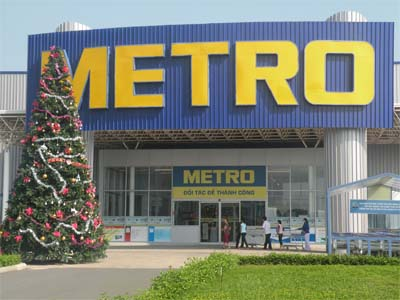 METRO
METRO
ĐỐI TÁC ĐỂ THÀNH CÔNG